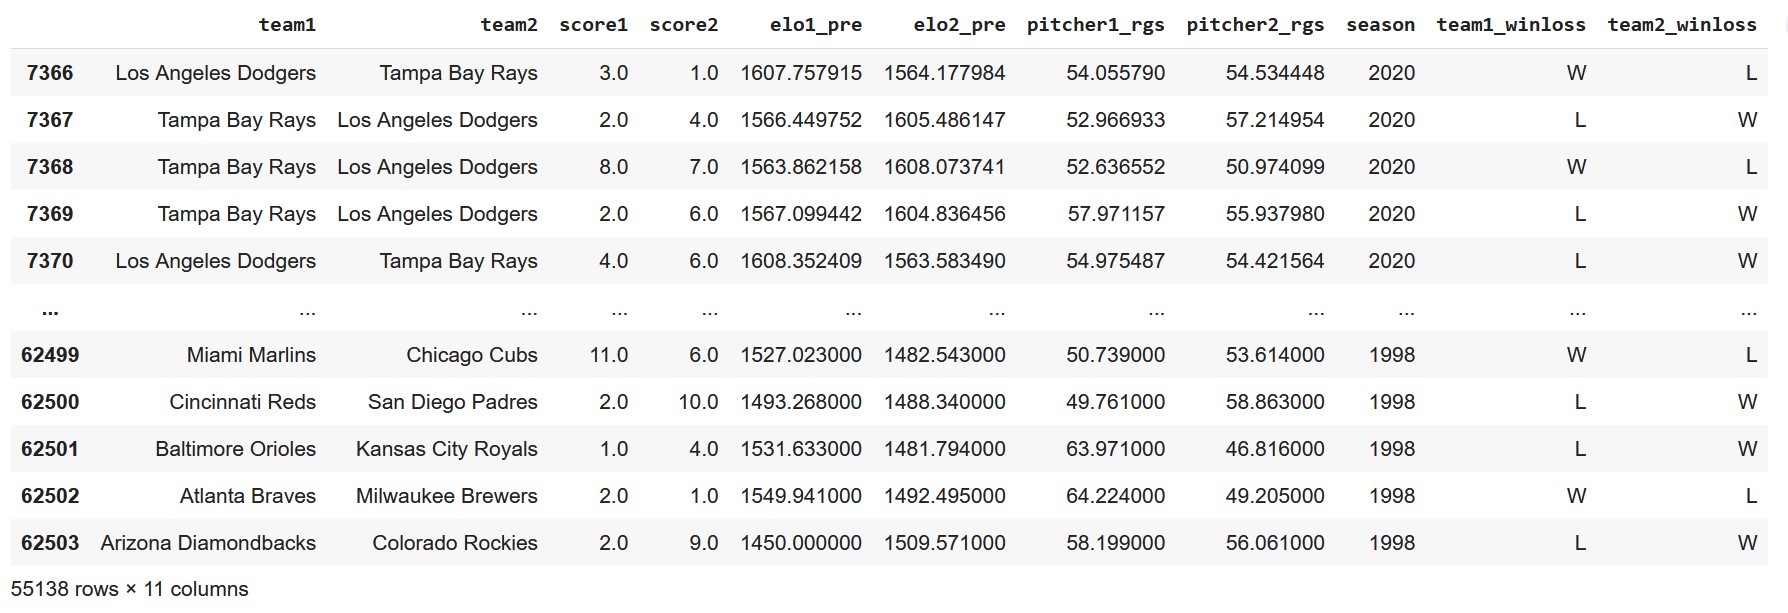 team1 team2 score1 score2 elo1_pre elo2_pre pitcher1_rgs pitcher2_rgs season team1_winloss team2_winloss
7366 Los Angeles Dodgers Tampa Bay Rays 3.0 1.0 1607.757915 1564.177984 54.055790 54.534448 2020 W L
7367 Tampa Bay Rays Los Angeles Dodgers 2.0 4.0 1566.449752 1605.486147 52.966933 57.214954 2020 L W
7368 Tampa Bay Rays Los Angeles Dodgers 8.0 7.0 1563.862158 1608.073741 52.636552 50.974099 2020 W L
7369 Tampa Bay Rays Los Angeles Dodgers 2.0 6.0 1567.099442 1604.836456 57.971157 55.937980 2020 L W
7370 Los Angeles Dodgers Tampa Bay Rays 4.0 6.0 1608.352409 1563.583490 54.975487 54.421564 2020 L W
... ... ... ... ... ... ... ... ... ... ... ...
62499 Miami Marlins Chicago Cubs 11.0 6.0 1527.023000 1482.543000 50.739000 53.614000 1998 W L
62500 Cincinnati Reds San Diego Padres 2.0 10.0 1493.268000 1488.340000 49.761000 58.863000 1998 L W
62501 Baltimore Orioles Kansas City Royals 1.0 4.0 1531.633000 1481.794000 63.971000 46.816000 1998 L W
62502 Atlanta Braves Milwaukee Brewers 2.0 1.0 1549.941000 1492.495000 64.224000 49.205000 1998 W L
62503 Arizona Diamondbacks Colorado Rockies 2.0 9.0 1450.000000 1509.571000 58.199000 56.061000 1998 L W
55138 rows × 11 columns